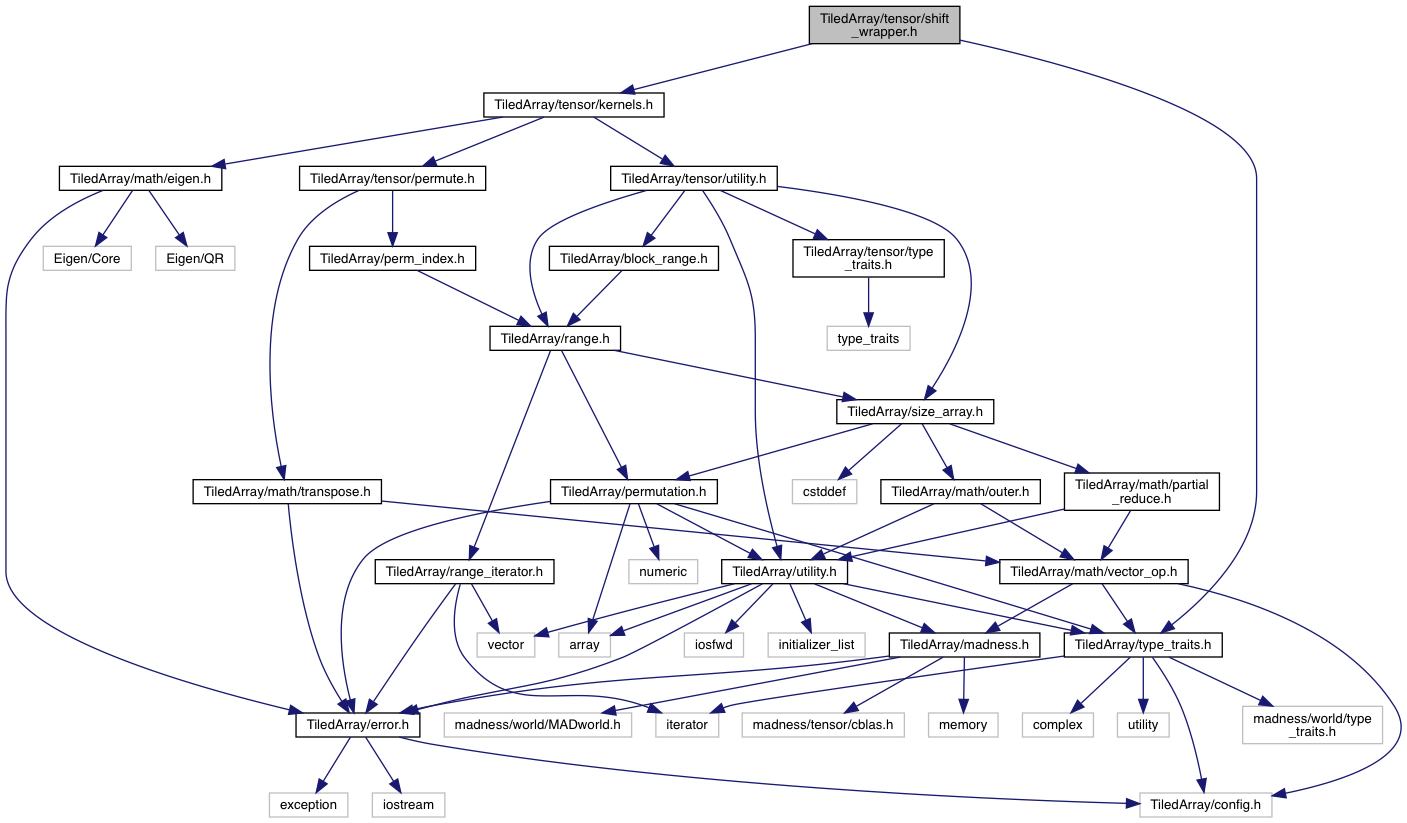 TiledArray/tensor/shift
_wrapper.h
TiledArray/tensor/kernels.h
TiledArray/math/eigen.h
TiledArray/tensor/permute.h
TiledArray/tensor/utility.h
Eigen/Core
Eigen/QR
TiledArray/perm_index.h
TiledArray/block_range.h
TiledArray/tensor/type
_traits.h
TiledArray/range.h
type_traits
TiledArray/size_array.h
TiledArray/math/transpose.h
TiledArray/permutation.h
cstddef
TiledArray/math/outer.h
TiledArray/math/partial
_reduce.h
TiledArray/range_iterator.h
numeric
TiledArray/utility.h
TiledArray/math/vector_op.h
vector
array
iosfwd
initializer_list
TiledArray/madness.h
TiledArray/type_traits.h
TiledArray/error.h
madness/world/MADworld.h
iterator
madness/tensor/cblas.h
memory
complex
utility
madness/world/type
_traits.h
exception
iostream
TiledArray/config.h